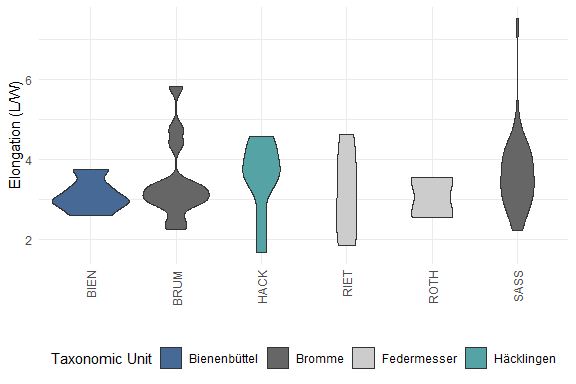 Elongation (L/W)
6
4
2
BIEN
BRUM
HACK
RIET
ROTH
SASS
Taxonomic Unit
Bienenbüttel
Bromme
Federmesser
Häcklingen